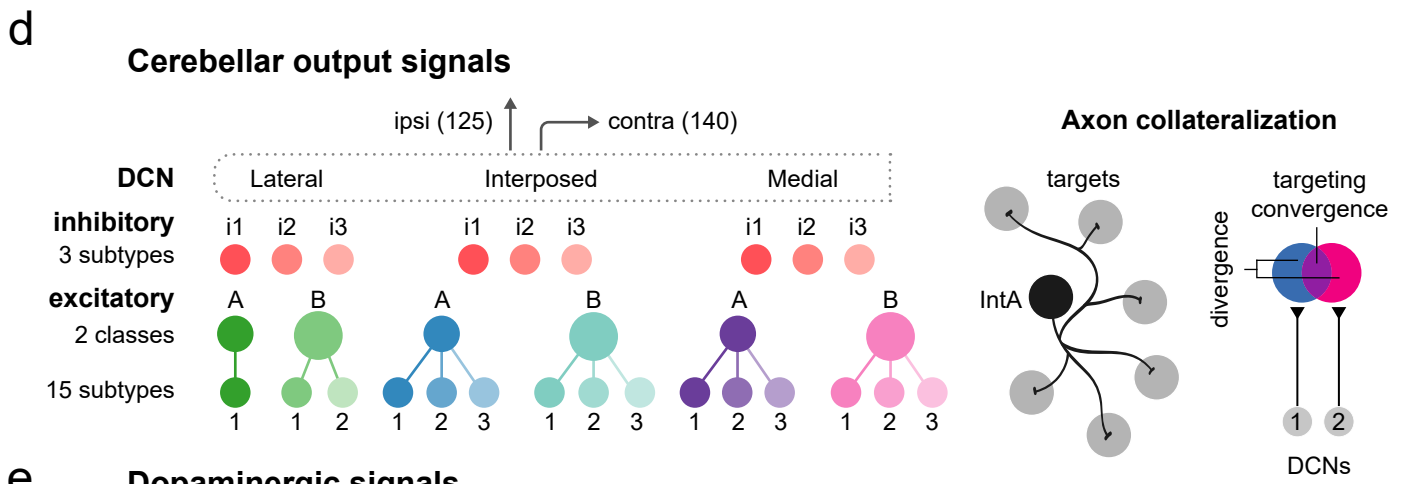 d
Cerebellar output signals
ipsi (125)
contra (140)
DCN
Lateral
Interposed
Medial
inhibitory
i1 i2 i3
i1 i2 i3
i1 i2 i3
3 subtypes
excitatory
A B
A B
A B
2 classes
15 subtypes
1 1 2
1 2 3 1 2 3
1 2 3 1 2 3
Axon collateralization
targets
IntA
targeting
convergence
divergence
1 2
DCNs
e
Dopaminergic signals